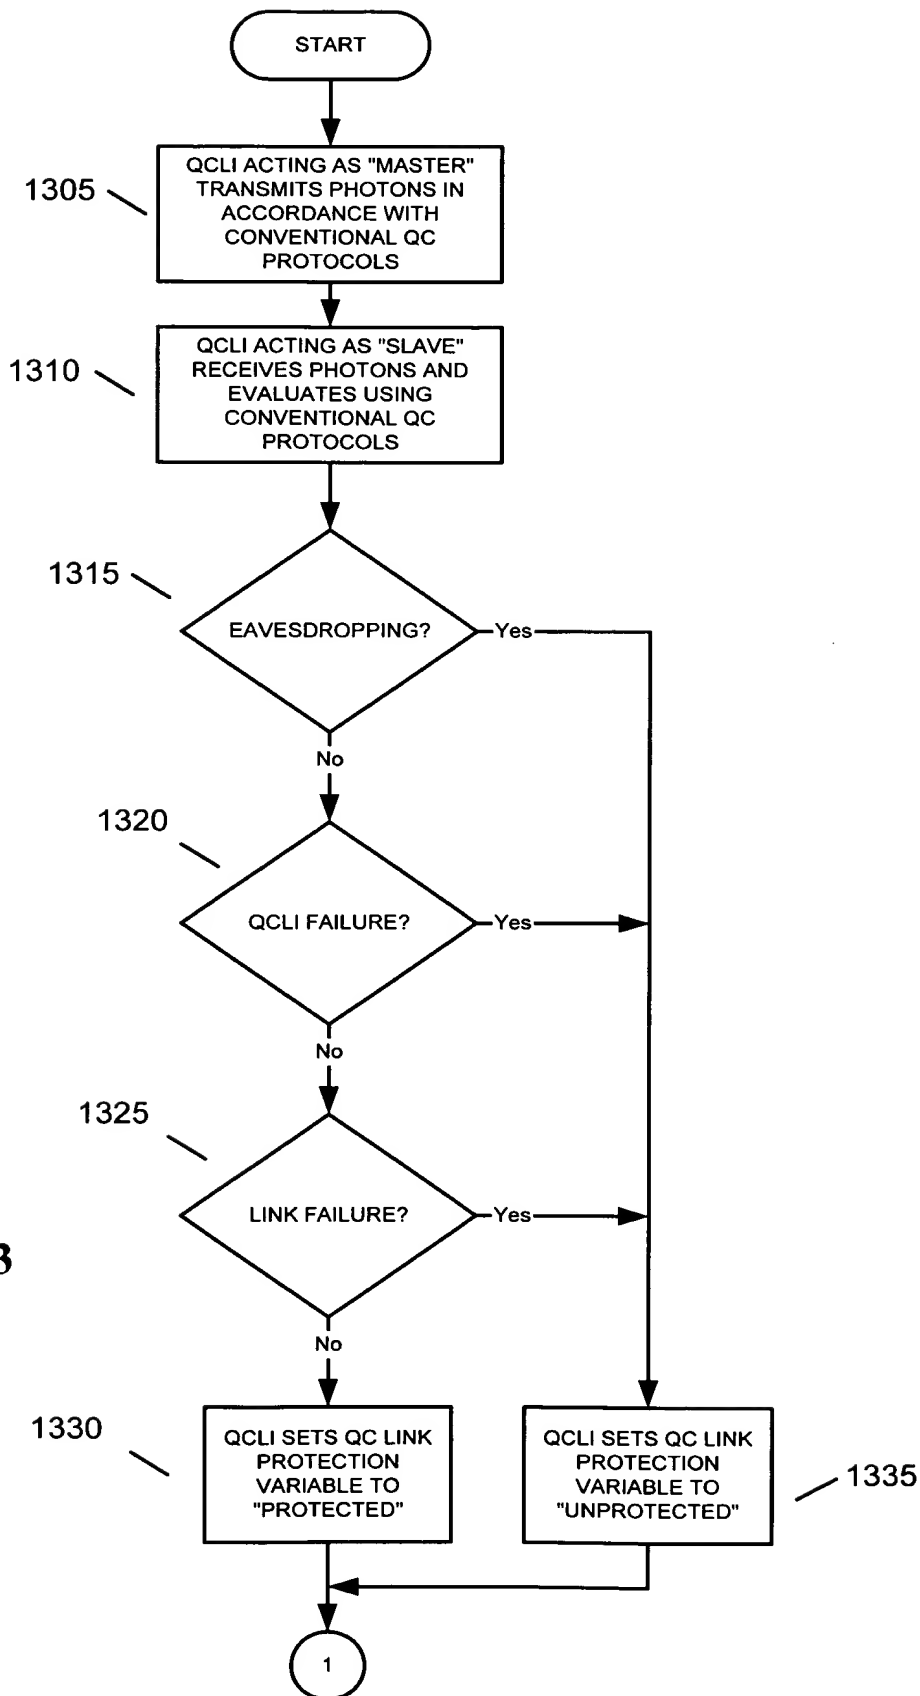 START
1305
QCLI ACTING AS "MASTER"
TRANSMITS PHOTONS IN
ACCORDANCE WITH
CONVENTIONAL QC
PROTOCOLS
1310
QCLI ACTING AS "SLAVE"
RECEIVES PHOTONS AND
EVALUATES USING
CONVENTIONAL QC
PROTOCOLS
1315
EAVESDROPPING?
Yes
No
1320
QCLI FAILURE?
Yes
No
1325
LINK FAILURE?
Yes
3
No
1330
QCLI SETS QC LINK
PROTECTION
VARIABLE TO
"PROTECTED"
QCLI SETS QC LINK
PROTECTION
VARIABLE TO
"UNPROTECTED"
1335
1